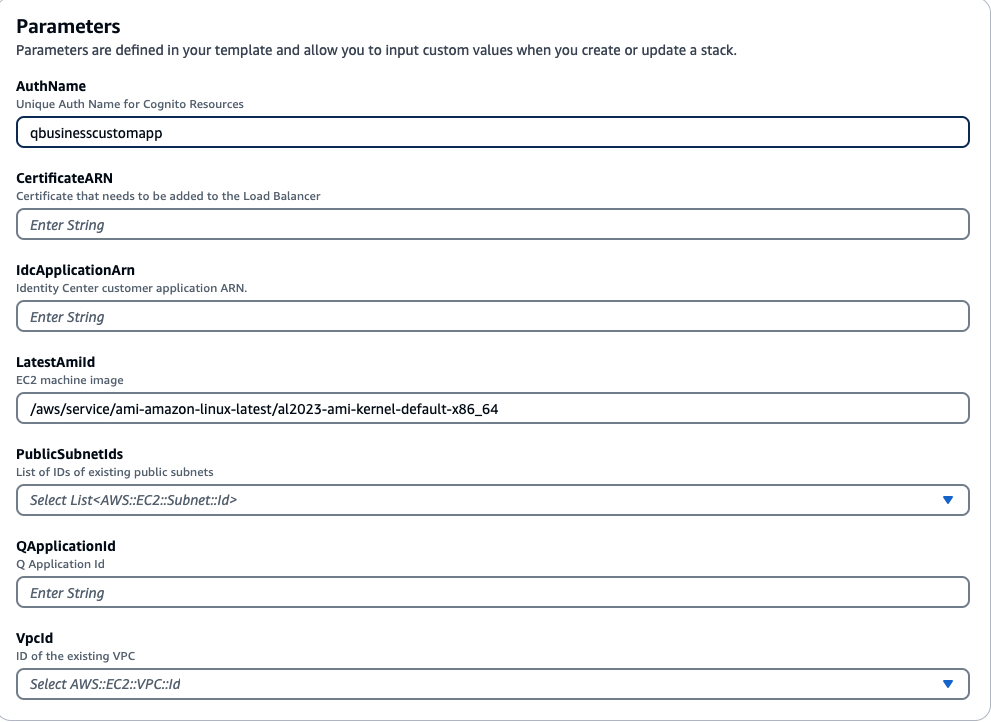 Parameters
Parameters are defined in your template and allow you to input custom values when you create or update a stack.
AuthName
Unique Auth Name for Cognito Resources
qbusinesscustomapp
CertificateARN
Certificate that needs to be added to the Load Balancer
Enter String
IdcApplicationArn
Identity Center customer application ARN.
Enter String
LatestAmiId
EC2 machine image
/aws/service/ami-amazon-linux-latest/al2023-ami-kernel-default-x86_64
PublicSubnetIds
List of IDs of existing public subnets
Select List<AWS::EC2::Subnet::Id>
QApplicationId
Q Application Id
Enter String
VpcId
ID of the existing VPC
Select AWS::EC2::VPC::Id